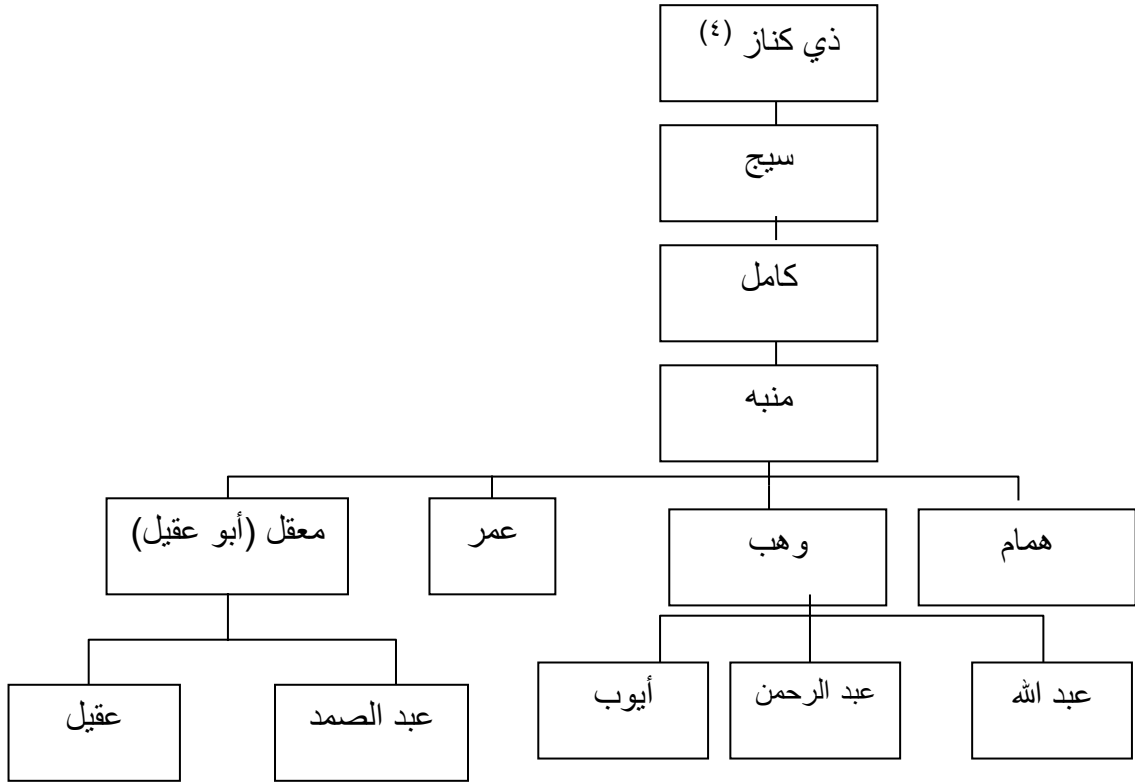 ذي كناز (٤)
سيج
كامل
منبه
همام
وهب
عمر
معقل (أبو عقيل)
عبد الله
عبد الرحمن
أيوب
عبد الصمد
عقيل